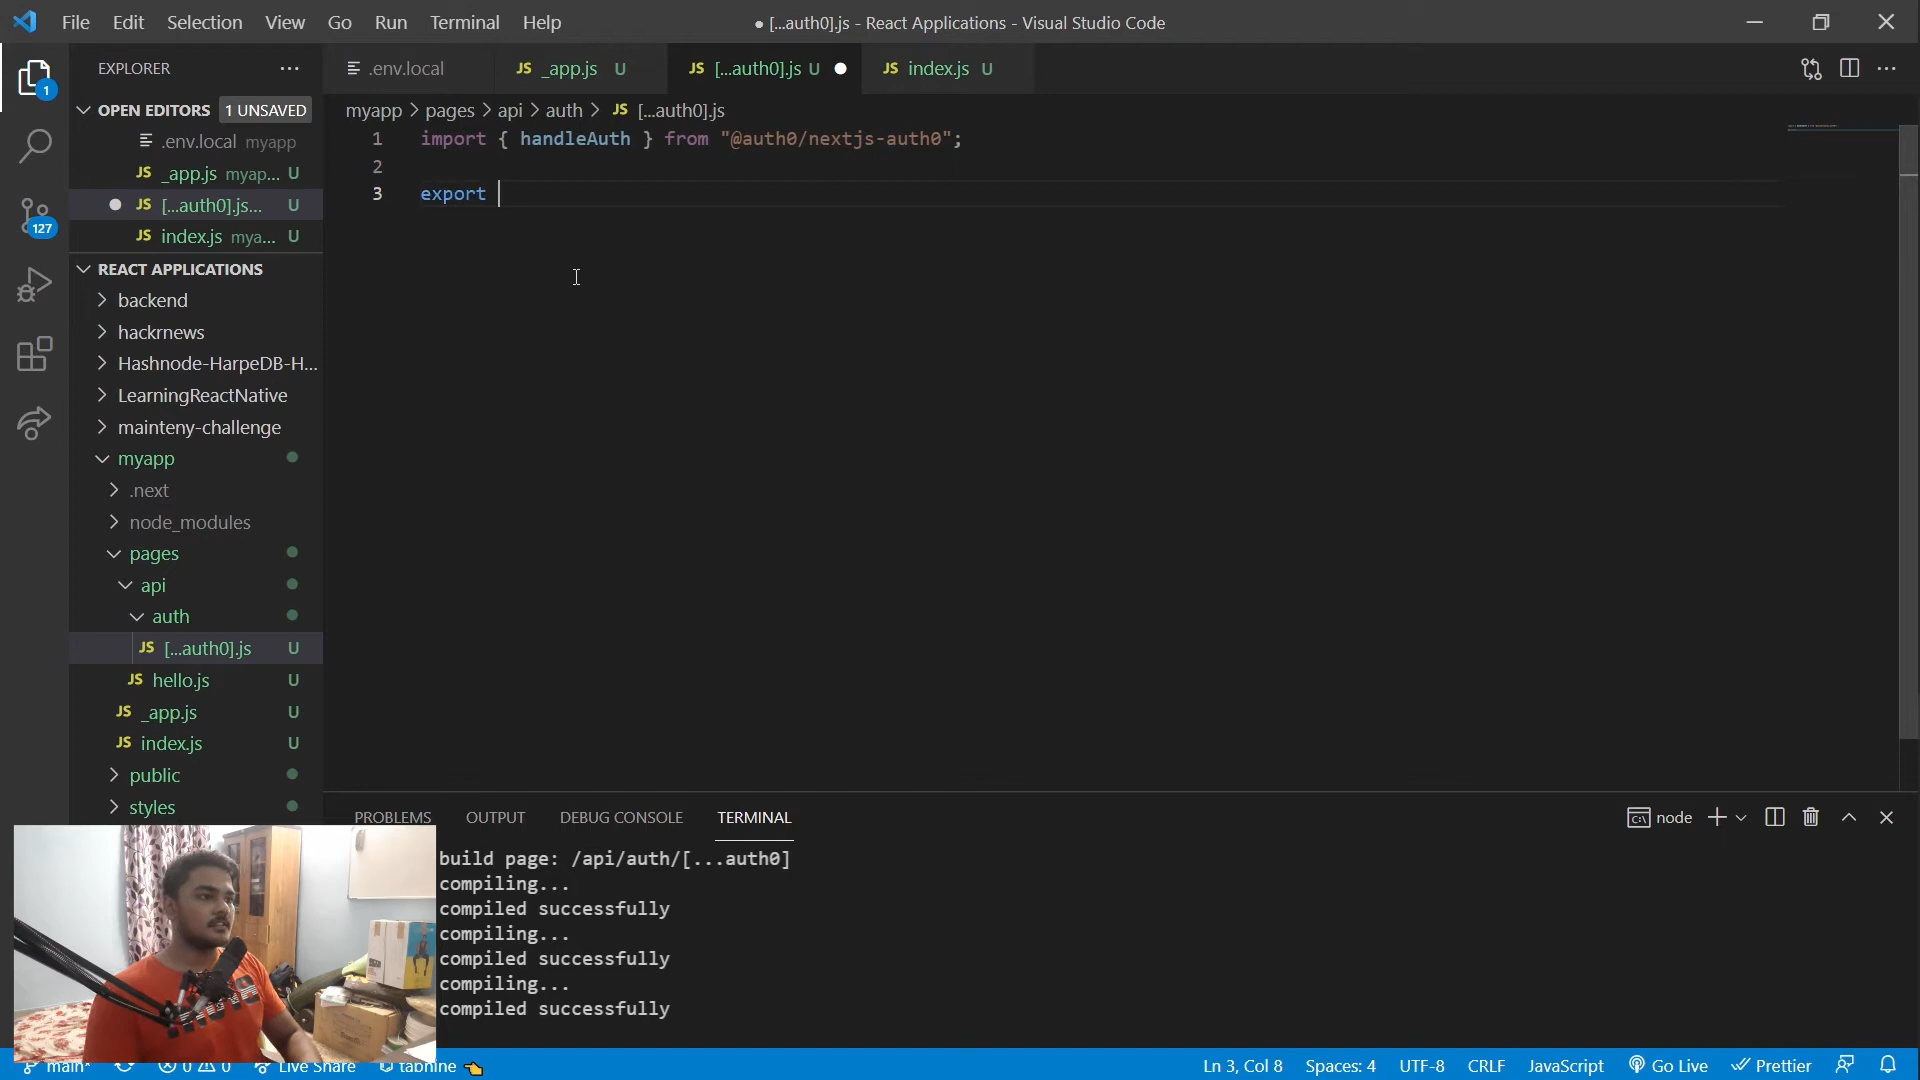 File Edit Selection View Go Run Terminal Help
● [...auth0].js - React Applications - Visual Studio Code
EXPLORER
.env.local
JS _app.js U
JS [...auth0].js U
JS index.js U
1
OPEN EDITORS 1 UNSAVED
myapp > pages > api > auth > JS [...auth0].js
.env.local myapp
JS _app.js myap... U
JS [...auth0].js... U
JS index.js mya... U
127
1 import { handleAuth } from "@auth0/nextjs-auth0";
2
3 export
REACT APPLICATIONS
backend
hackrnews
Hashnode-HarpeDB-H...
LearningReactNative
mainteny-challenge
myapp
.next
node_modules
pages
api
auth
JS [...auth0].js U
JS hello.js U
JS _app.js U
JS index.js U
public
styles
PROBLEMS OUTPUT DEBUG CONSOLE TERMINAL
node
build page: /api/auth/[...auth0]
compiling...
compiled successfully
compiling...
compiled successfully
compiling...
compiled successfully
main* 0 0 Live Share tabnine
Ln 3, Col 8 Spaces: 4 UTF-8 CRLF JavaScript Go Live Prettier